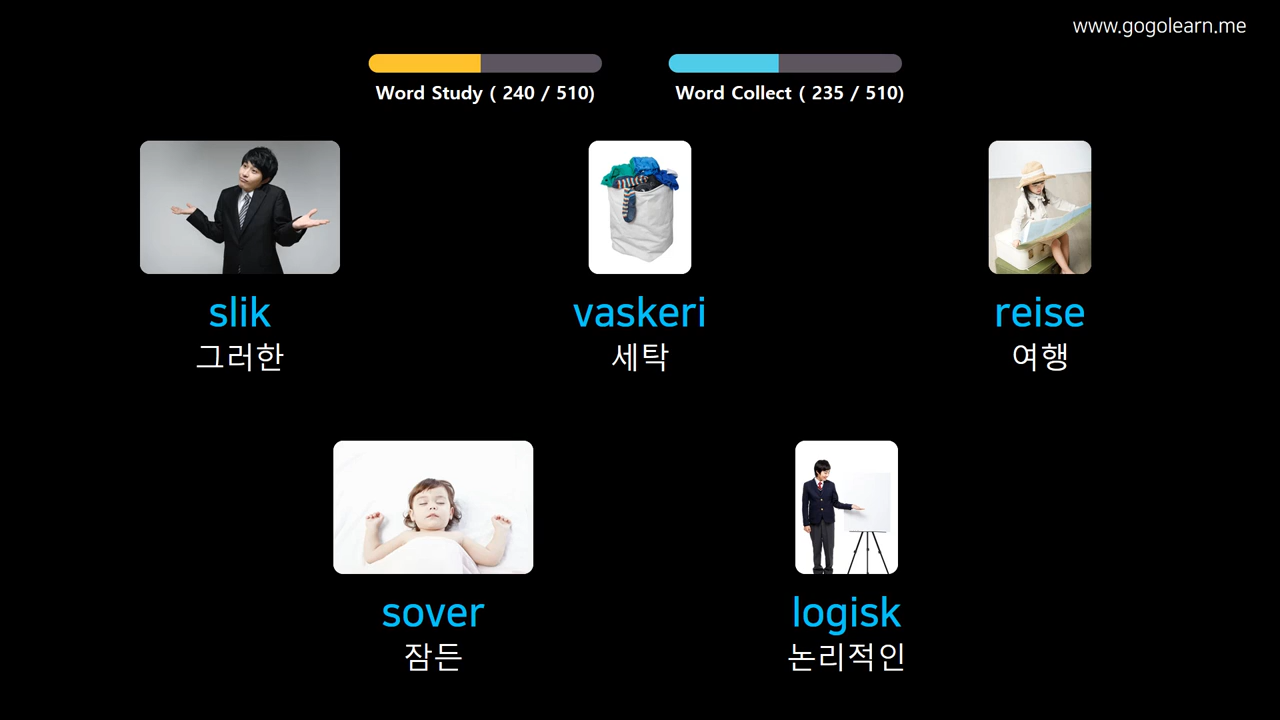 www.gogolearn.me
Word Study ( 240 / 510)
Word Collect ( 235 / 510)
slik
그러한
vaskeri
세탁
reise
여행
sover
잠든
logisk
논리적인